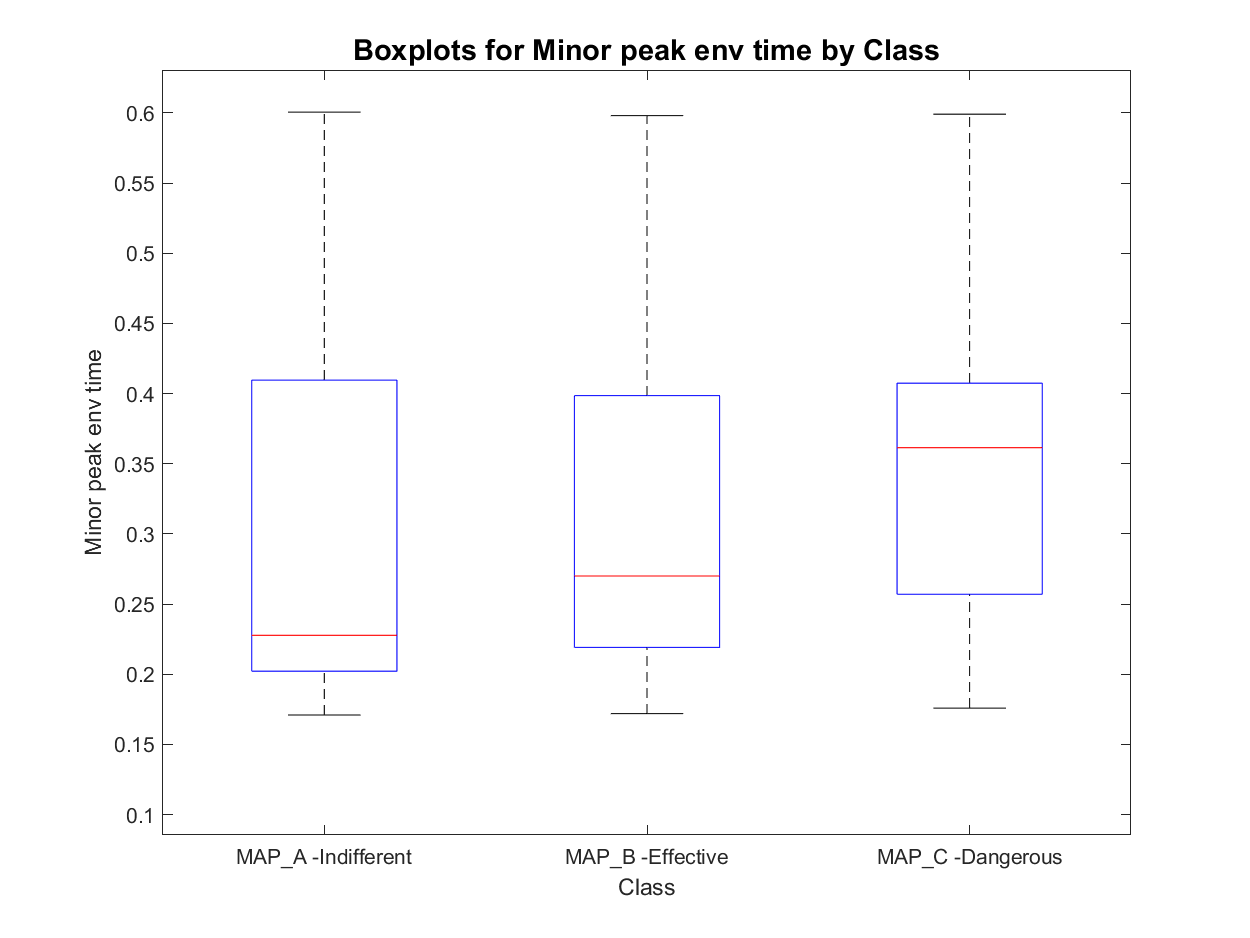 Boxplots for Minor peak env time by Class
0.6
0.55
0.5
0.45
0.4
0.35
0.3
0.25
0.2
0.15
0.1
Minor peak env time
MAP_A -Indifferent
MAP_B -Effective
MAP_C -Dangerous
Class